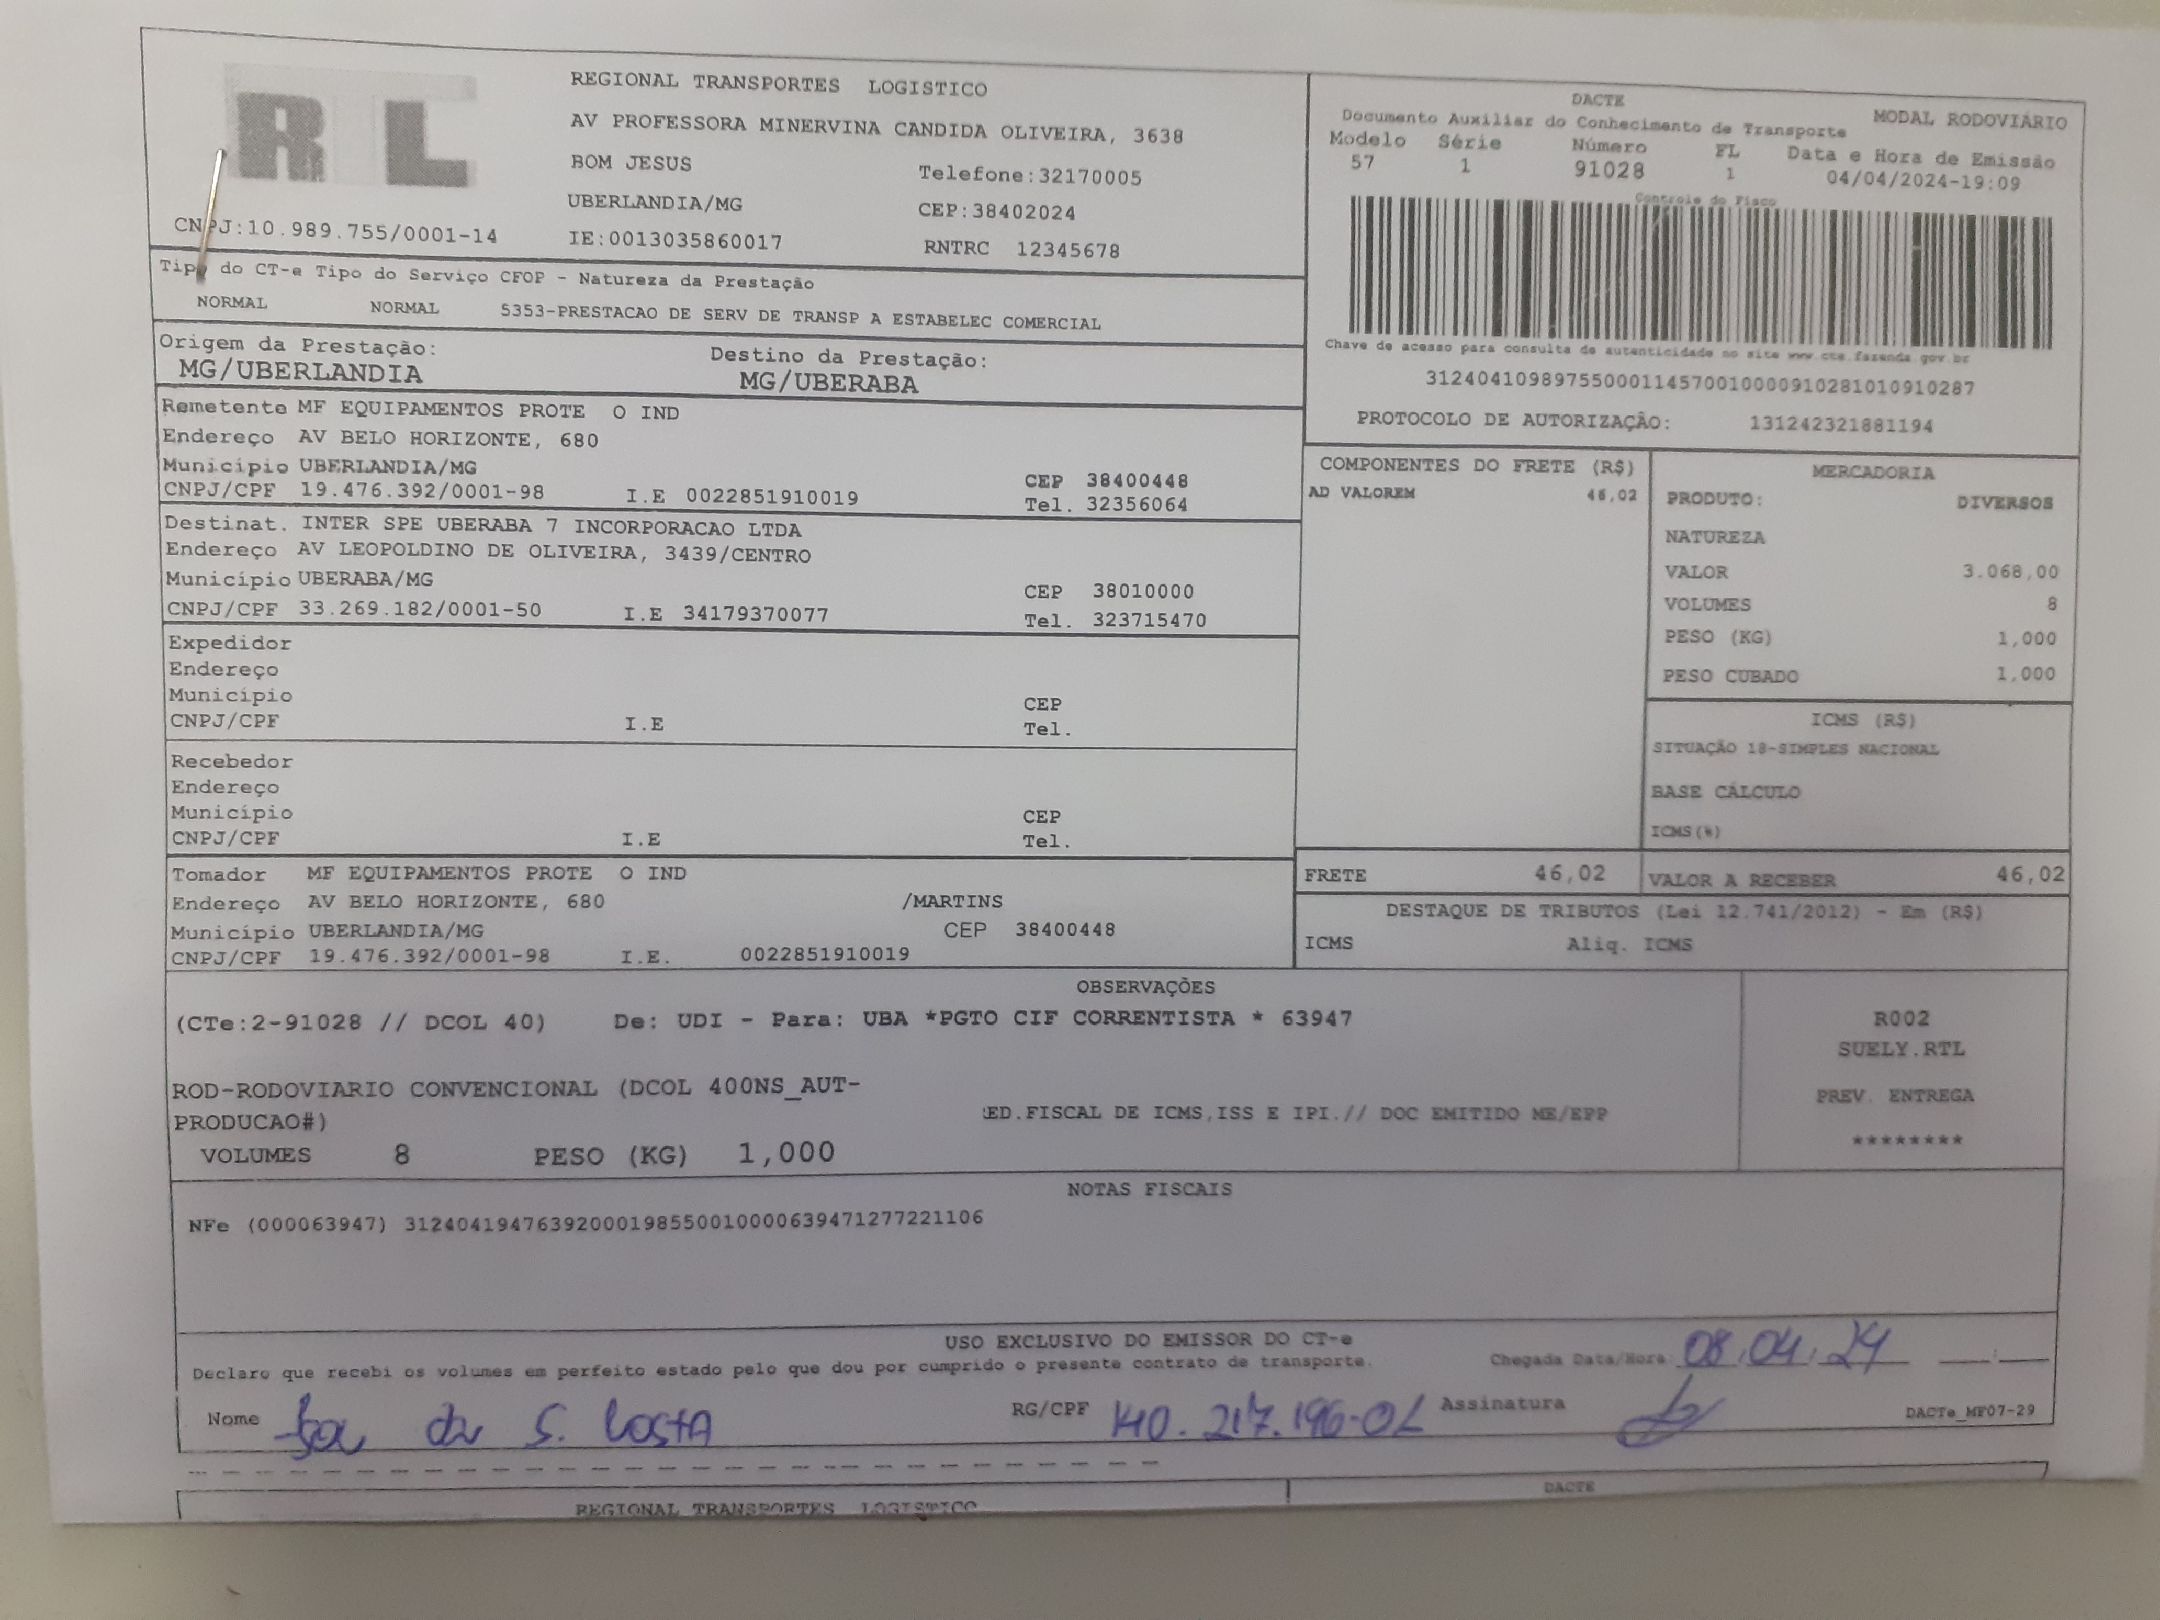 RL
REGIONAL TRANSPORTES LOGISTICO
AV PROFESSORA MINERVINA CANDIDA OLIVEIRA, 3638
BOM JESUS Telefone:32170005
UBERLANDIA/MG CEP:38402024
CNPJ:10.989.755/0001-14 IE:0013035860017 RNTRC 12345678
DACTE
Documento Auxiliar do Conhecimento de Transporte MODAL RODOVIÁRIO
Modelo Série Número FL Data e Hora de Emissão
57 1 91028 1 04/04/2024-19:09
Controle do Fisco
Chave de acesso para consulta de autenticidade no site www.cte.fazenda.gov.br
31240410989755000114570010000910281010910287
PROTOCOLO DE AUTORIZAÇÃO: 131242321881194
Tipo do CT-e Tipo do Serviço CFOP - Natureza da Prestação
NORMAL NORMAL 5353-PRESTACAO DE SERV DE TRANSP A ESTABELEC COMERCIAL
Origem da Prestação: Destino da Prestação:
MG/UBERLANDIA MG/UBERABA
Remetente MF EQUIPAMENTOS PROTE O IND
Endereço AV BELO HORIZONTE, 680
Município UBERLANDIA/MG CEP 38400448
CNPJ/CPF 19.476.392/0001-98 I.E 0022851910019 Tel. 32356064
Destinat. INTER SPE UBERABA 7 INCORPORACAO LTDA
Endereço AV LEOPOLDINO DE OLIVEIRA, 3439/CENTRO
Município UBERABA/MG CEP 38010000
CNPJ/CPF 33.269.182/0001-50 I.E 34179370077 Tel. 323715470
Expedidor
Endereço
Município CEP
CNPJ/CPF I.E Tel.
Recebedor
Endereço
Município CEP
CNPJ/CPF I.E Tel.
Tomador MF EQUIPAMENTOS PROTE O IND
Endereço AV BELO HORIZONTE, 680 /MARTINS
Município UBERLANDIA/MG CEP 38400448
CNPJ/CPF 19.476.392/0001-98 I.E. 0022851910019
COMPONENTES DO FRETE (R$)
AD VALOREM 46,02
MERCADORIA
PRODUTO: DIVERSOS
NATUREZA
VALOR 3.068,00
VOLUMES 8
PESO (KG) 1,000
PESO CUBADO 1,000
ICMS (R$)
SITUAÇÃO 18-SIMPLES NACIONAL
BASE CÁLCULO
ICMS(%)
FRETE 46,02 VALOR A RECEBER 46,02
DESTAQUE DE TRIBUTOS (Lei 12.741/2012) - Em (R$)
ICMS Aliq. ICMS
OBSERVAÇÕES
(CTe:2-91028 // DCOL 40) De: UDI - Para: UBA *PGTO CIF CORRENTISTA * 63947
ROD-RODOVIARIO CONVENCIONAL (DCOL 400NS_AUT-
PRODUCAO#) ED.FISCAL DE ICMS,ISS E IPI.// DOC EMITIDO ME/EPP
VOLUMES 8 PESO (KG) 1,000
R002
SUELY.RTL
PREV. ENTREGA
********
NOTAS FISCAIS
NFe (000063947) 31240419476392000198550010000639471277221106
USO EXCLUSIVO DO EMISSOR DO CT-e
Declaro que recebi os volumes em perfeito estado pelo que dou por cumprido o presente contrato de transporte. Chegada Data/Hora 08.04.24 __:__
Nome S. Costa RG/CPF 140.217.196-02 Assinatura DACTe_MF07-29
REGIONAL TRANSPORTES LOGISTICO DACTE